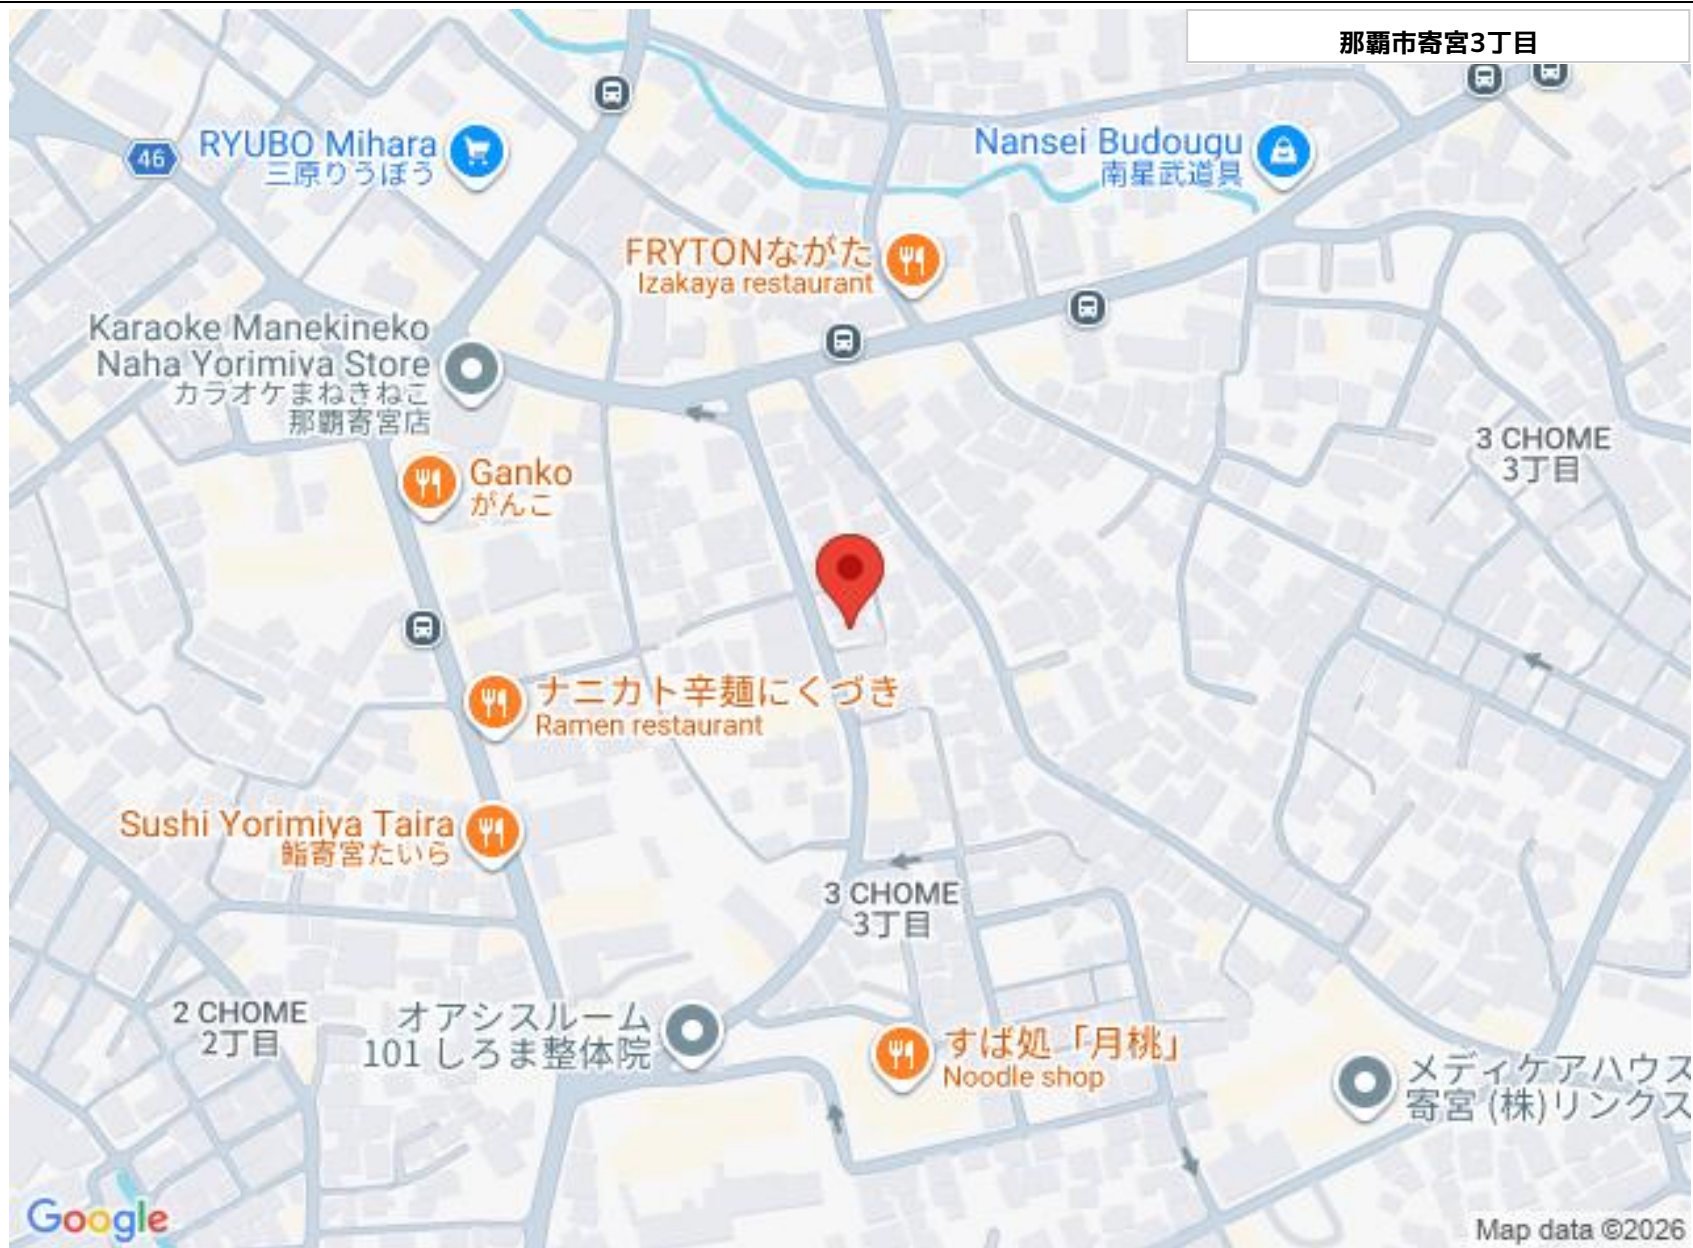 那覇市寄宮3丁目
46
RYUBO Mihara
三原りうぼう
Nansei Budougu
南星武道具
FRYTONながた
Izakaya restaurant
Karaoke Manekineko
Naha Yorimiya Store
カラオケまねきねこ
那覇寄宮店
3 CHOME
3丁目
Ganko
がんこ
ナニカト辛麺にくづき
Ramen restaurant
Sushi Yorimiya Taira
鮨寄宮たいら
3 CHOME
3丁目
2 CHOME
2丁目
オアシスルーム
101 しろま整体院
すば処「月桃」
Noodle shop
メディケアハウス
寄宮 (株)リンクス
Google
Map data ©2026